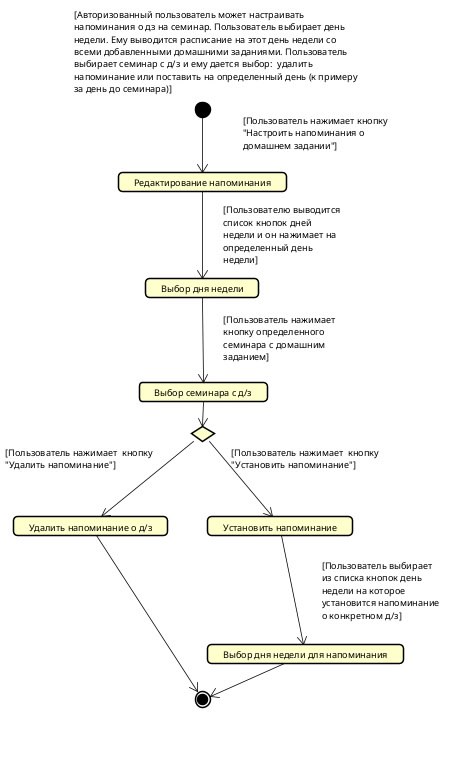 [Авторизованный пользователь может настраивать
напоминания о дз на семинар. Пользователь выбирает день
недели. Ему выводится расписание на этот день недели со
всеми добавленными домашними заданиями. Пользователь
выбирает семинар с д/з и ему дается выбор:  удалить
напоминание или поставить на определенный день (к примеру
за день до семинара)]
[Пользователь нажимает кнопку
"Настроить напоминания о
домашнем задании"]
Редактирование напоминания
[Пользователю выводится
список кнопок дней
недели и он нажимает на
определенный день
недели]
Выбор дня недели
[Пользователь нажимает
кнопку определенного
семинара с домашним
заданием]
Выбор семинара с д/з
[Пользователь нажимает  кнопку
"Удалить напоминание"]
[Пользователь нажимает  кнопку
"Установить напоминание"]
Удалить напоминание о д/з
Установить напоминание
[Пользователь выбирает
из списка кнопок день
недели на которое
установится напоминание
о конкретном д/з]
Выбор дня недели для напоминания